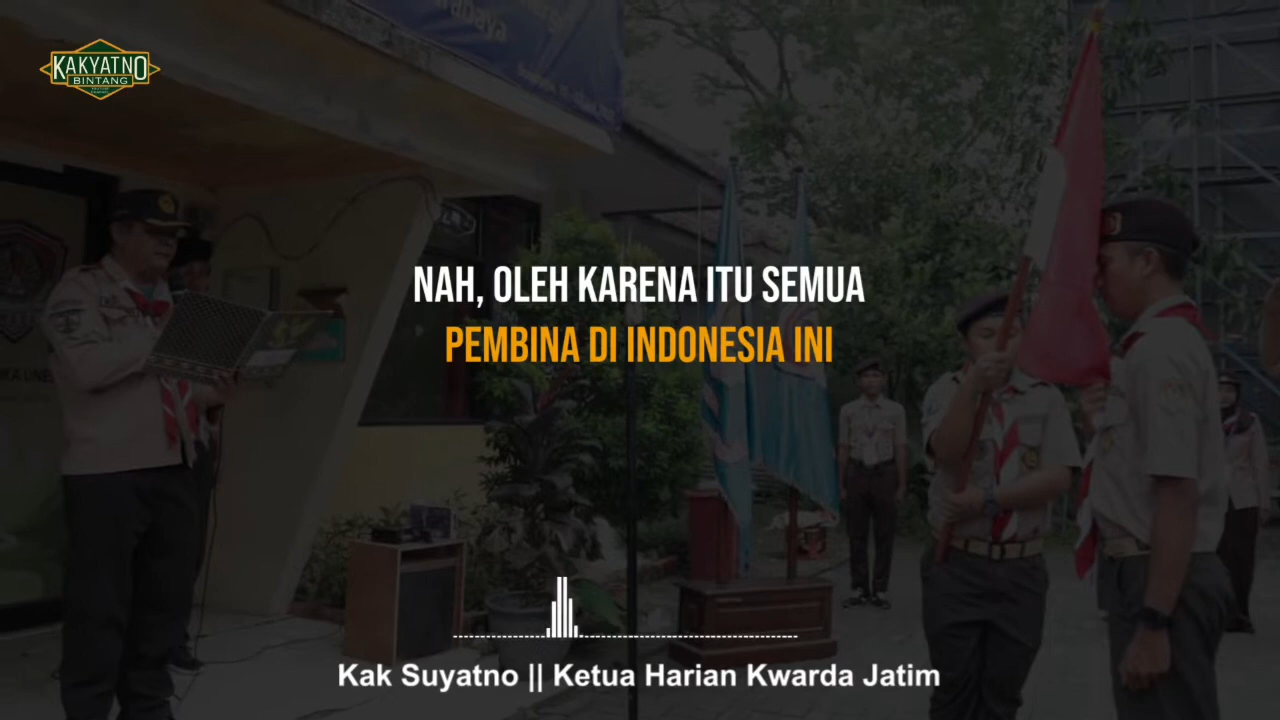 KAKYATNO
BINTANG
NAH, OLEH KARENA ITU SEMUA
PEMBINA DI INDONESIA INI
Kak Suyatno || Ketua Harian Kwarda Jatim